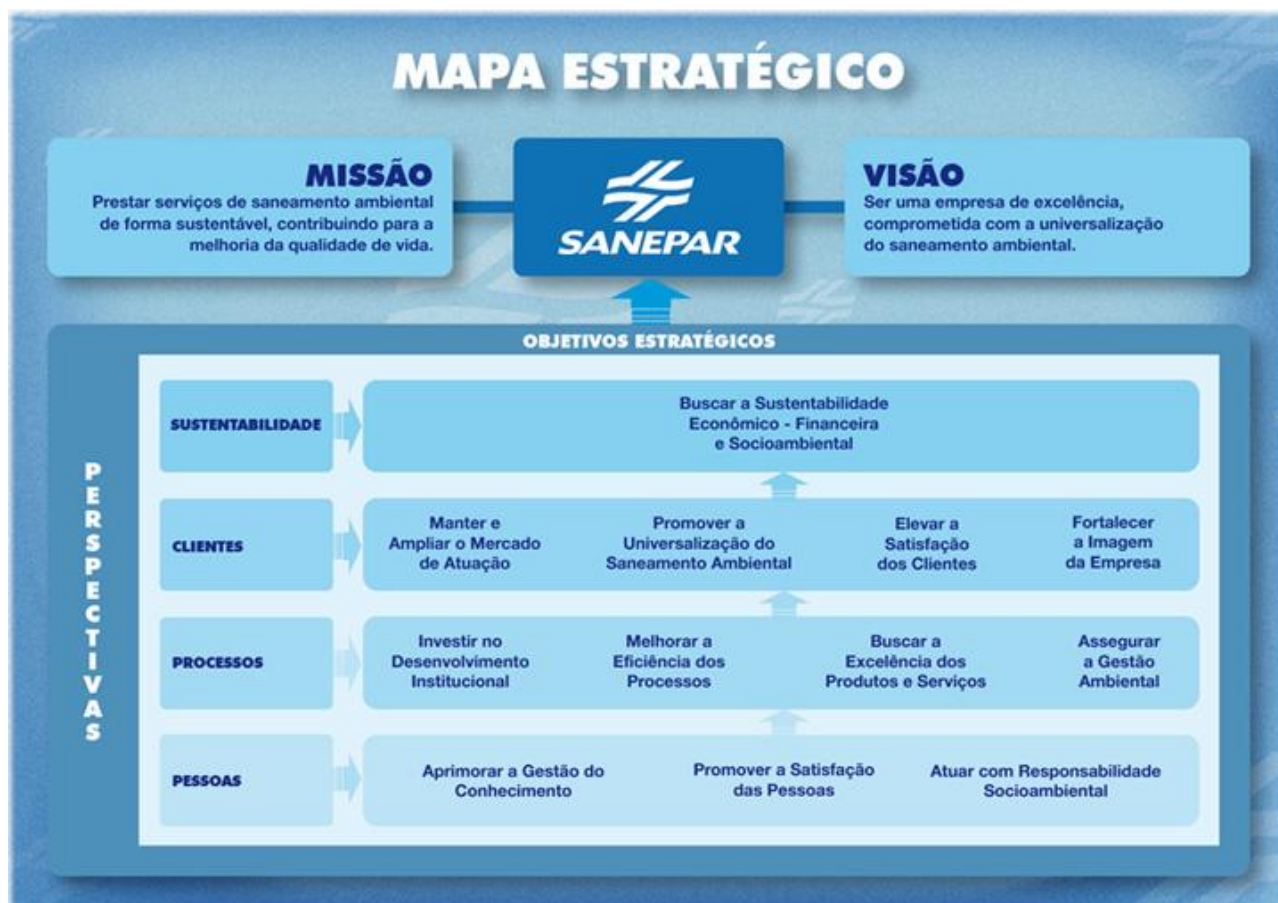 MAPA ESTRATÉGICO
MISSÃO
Prestar serviços de saneamento ambiental
de forma sustentável, contribuindo para a
melhoria da qualidade de vida.
SANEPAR
VISÃO
Ser uma empresa de excelência,
comprometida com a universalização
do saneamento ambiental.
OBJETIVOS ESTRATÉGICOS
PERSPECTIVAS
SUSTENTABILIDADE
Buscar a Sustentabilidade
Econômico - Financeira
e Socioambiental
CLIENTES
Manter e
Ampliar o Mercado
de Atuação
Promover a
Universalização do
Saneamento Ambiental
Elevar a
Satisfação
dos Clientes
Fortalecer
a Imagem
da Empresa
PROCESSOS
Investir no
Desenvolvimento
Institucional
Melhorar a
Eficiência dos
Processos
Buscar a
Excelência dos
Produtos e Serviços
Assegurar
a Gestão
Ambiental
PESSOAS
Aprimorar a Gestão do
Conhecimento
Promover a Satisfação
das Pessoas
Atuar com Responsabilidade
Socioambiental